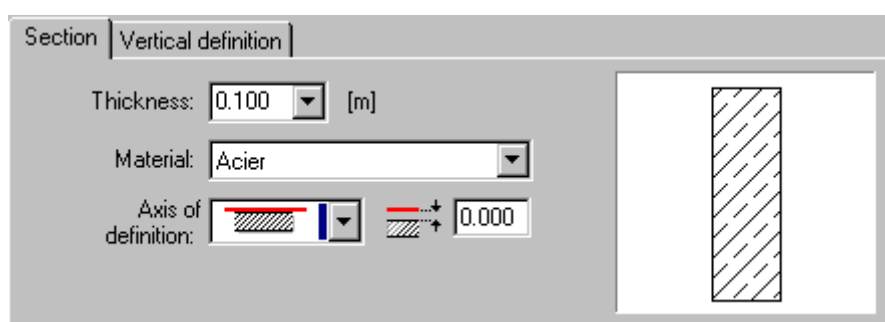 Section Vertical definition
Thickness: 0.100 [m]
Material: Acier
Axis of
definition: 0.000